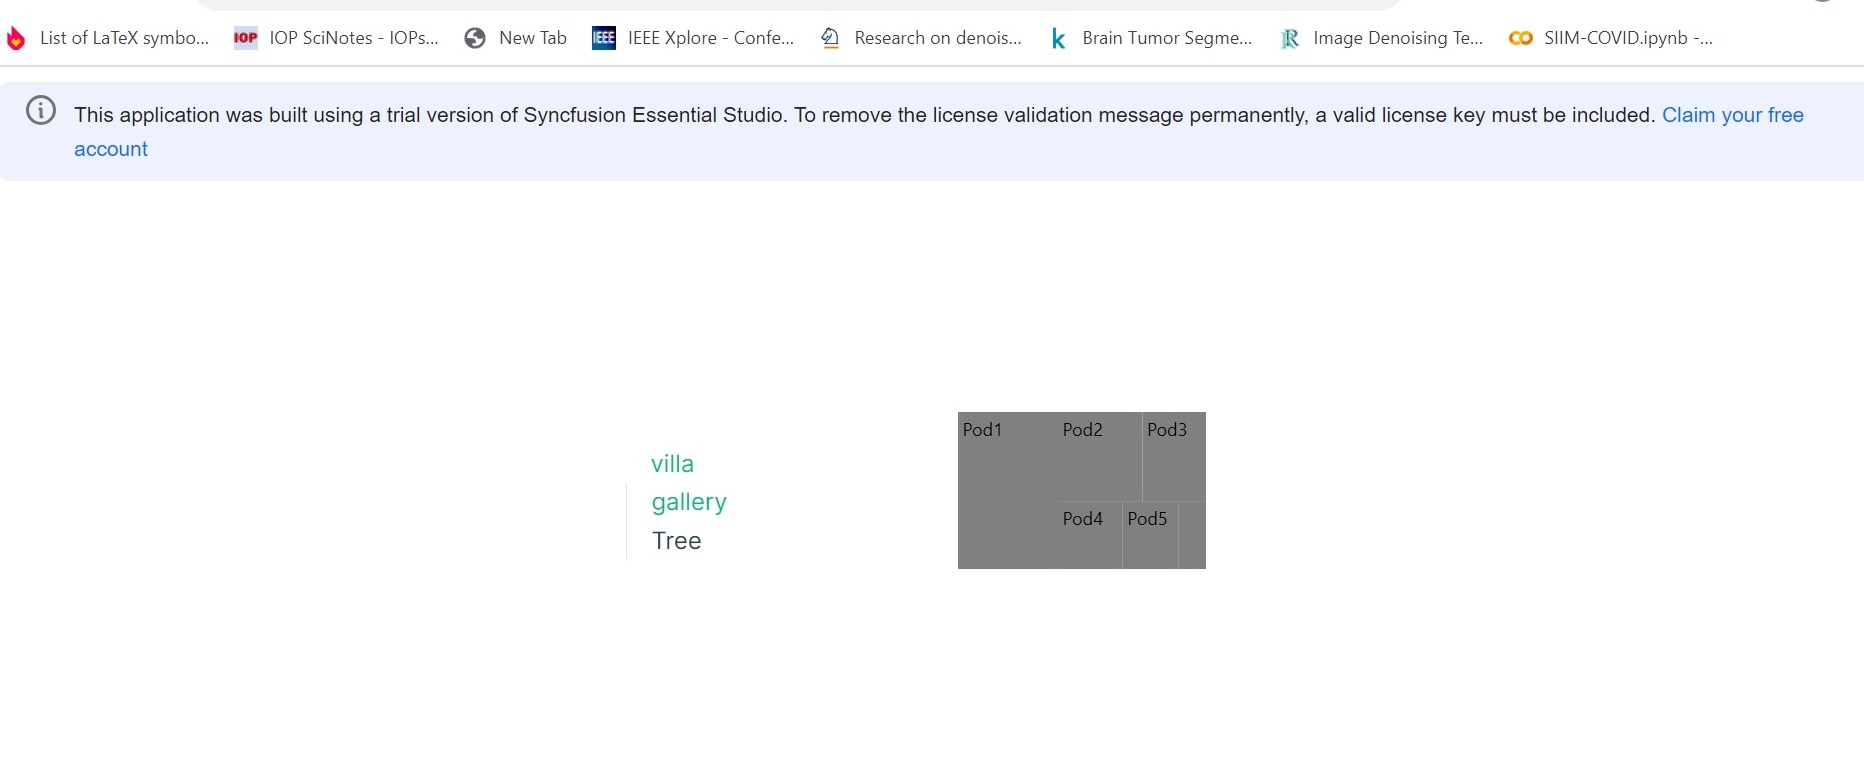 List of LaTeX symbo... IOP IOP SciNotes - IOPs... New Tab IEEE IEEE Xplore - Confe... Research on denois... k Brain Tumor Segme... R Image Denoising Te... CO SIIM-COVID.ipynb -...
This application was built using a trial version of Syncfusion Essential Studio. To remove the license validation message permanently, a valid license key must be included. Claim your free
account
villa
gallery
Tree
Pod1 Pod2 Pod3
Pod4 Pod5